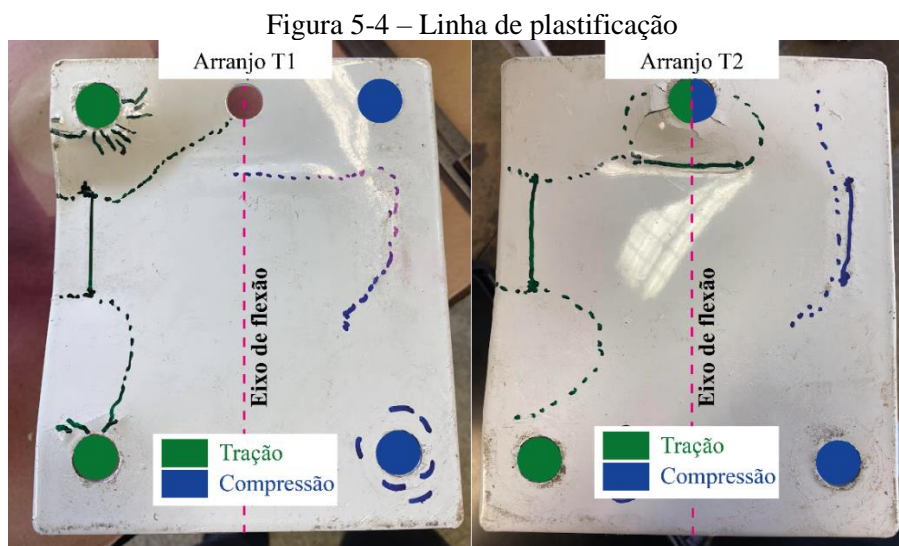 Figura 5-4 – Linha de plastificação
Arranjo T1
Arranjo T2
Eixo de flexão
Eixo de flexão
Tração
Compressão
Tração
Compressão